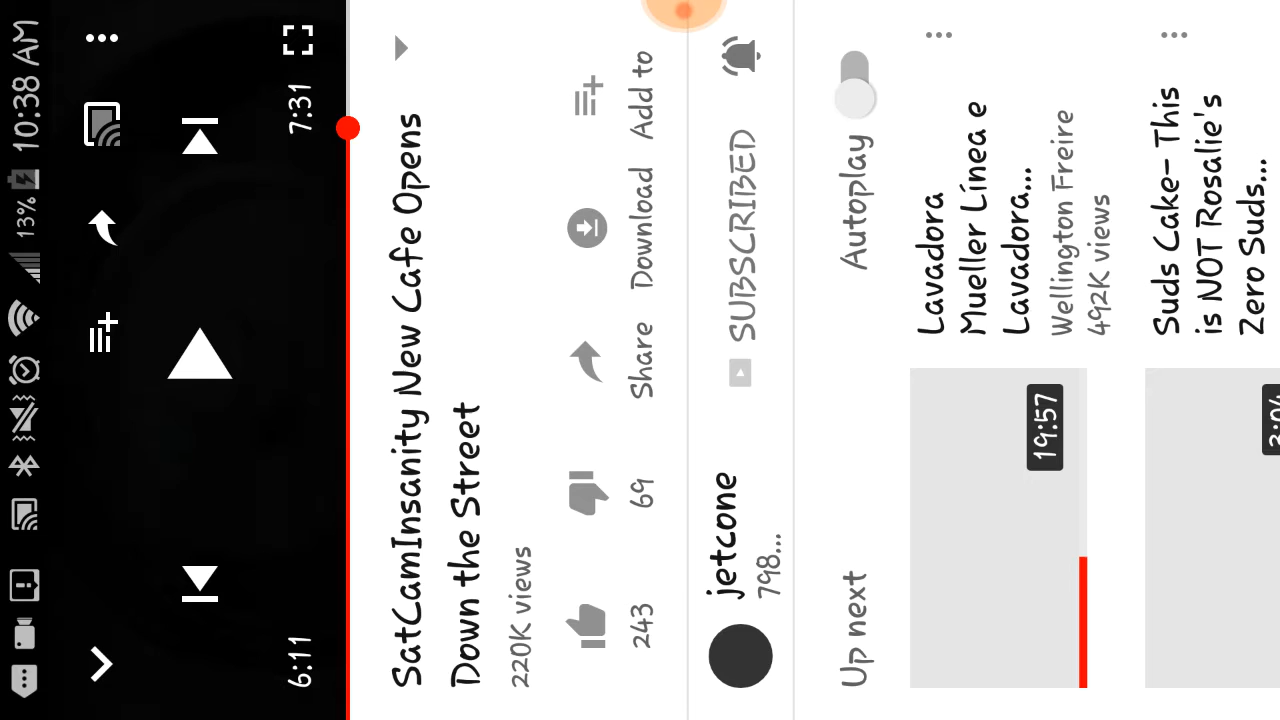 13% 10:38 AM
6:11
7:31
SatCamInsanity New Cafe Opens
Down the Street
220K views
243
69
Share
Download
Add to
jetcone
798...
SUBSCRIBED
Up next
Autoplay
Lavadora
Mueller Línea e
Lavadora...
Wellington Freire
492K views
19:57
Suds Cake- This
is NOT Rosalie's
Zero Suds...